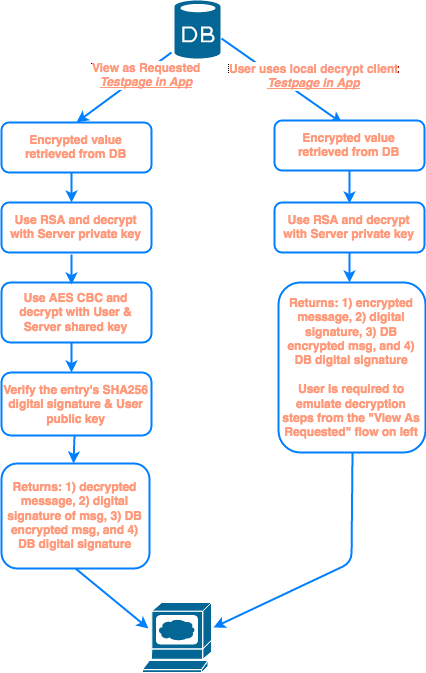 DB
View as Requested
Testpage in App
User uses local decrypt client:
Testpage in App
Encrypted value
retrieved from DB
Use RSA and decrypt
with Server private key
Use AES CBC and
decrypt with User &
Server shared key
Verify the entry's SHA256
digital signature & User
public key
Returns: 1) decrypted
message, 2) digital
signature of msg, 3) DB
encrypted msg, and 4)
DB digital signature
Encrypted value
retrieved from DB
Use RSA and decrypt
with Server private key
Returns: 1) encrypted
message, 2) digital
signature, 3) DB
encrypted msg, and 4)
DB digital signature
User is required to
emulate decryption
steps from the "View As
Requested" flow on left